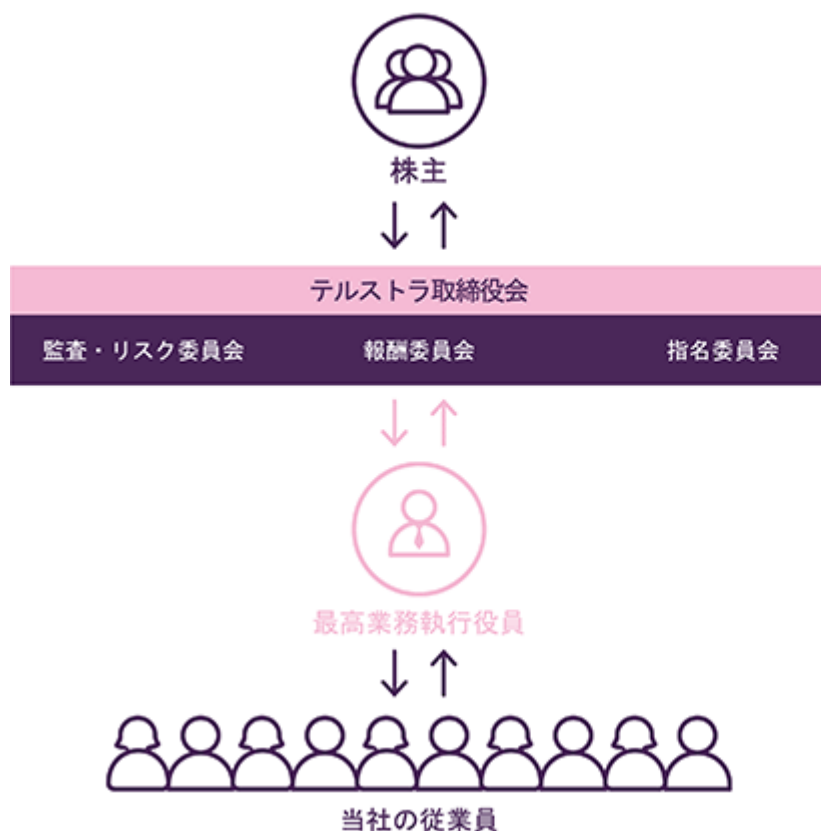 株主
テルストラ取締役会
監査・リスク委員会 報酬委員会 指名委員会
最高業務執行役員
当社の従業員